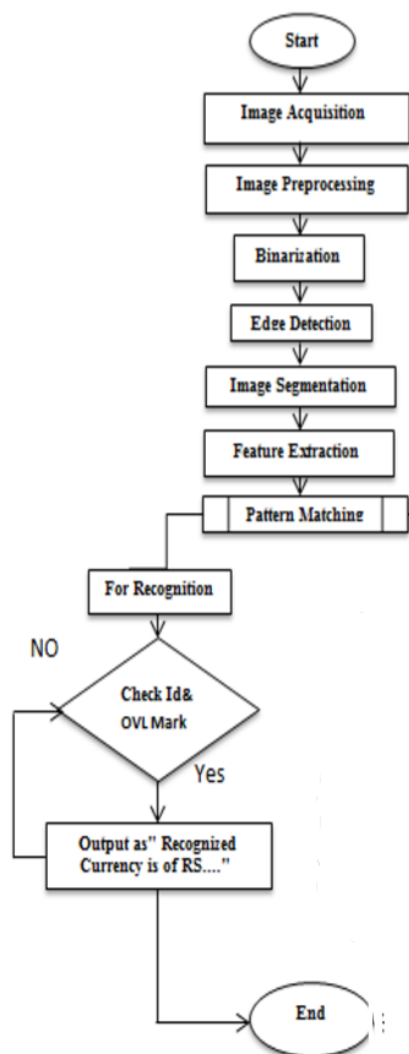 Start
Image Acquisition
Image Preprocessing
Binarization
Edge Detection
Image Segmentation
Feature Extraction
Pattern Matching
For Recognition
NO
Check Id&
OVL Mark
Yes
Output as" Recognized
Currency is of RS...."
End